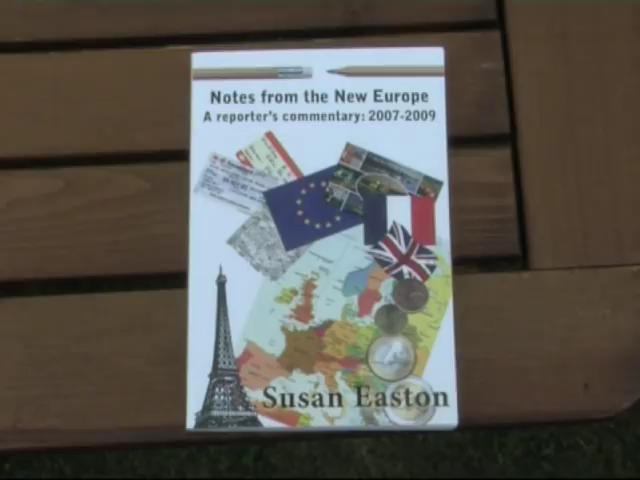 Notes from the New Europe
A reporter's commentary: 2007-2009
Susan Easton